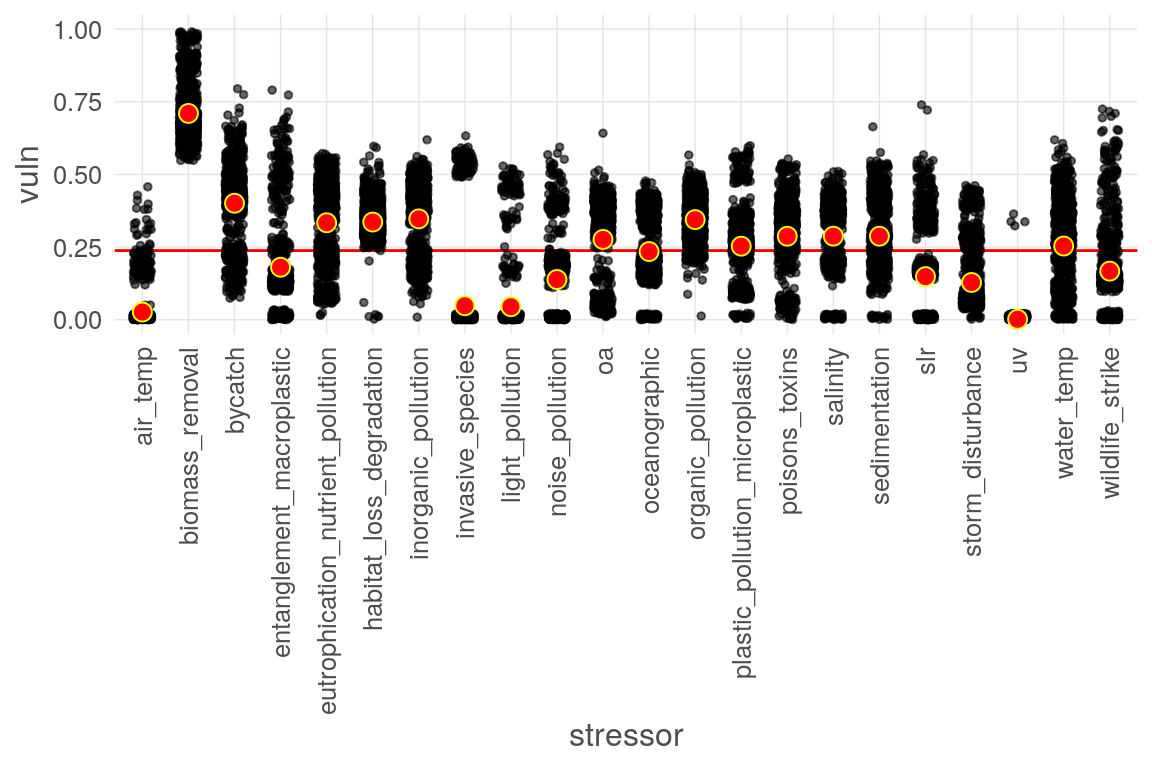 1.00
0.75
0.50
0.25
0.00
vuln
air_temp
biomass_removal
bycatch
entanglement_macroplastic
eutrophication_nutrient_pollution
habitat_loss_degradation
inorganic_pollution
invasive_species
light_pollution
noise_pollution
oa
oceanographic
organic_pollution
plastic_pollution_microplastic
poisons_toxins
salinity
sedimentation
slr
storm_disturbance
uv
water_temp
wildlife_strike
stressor